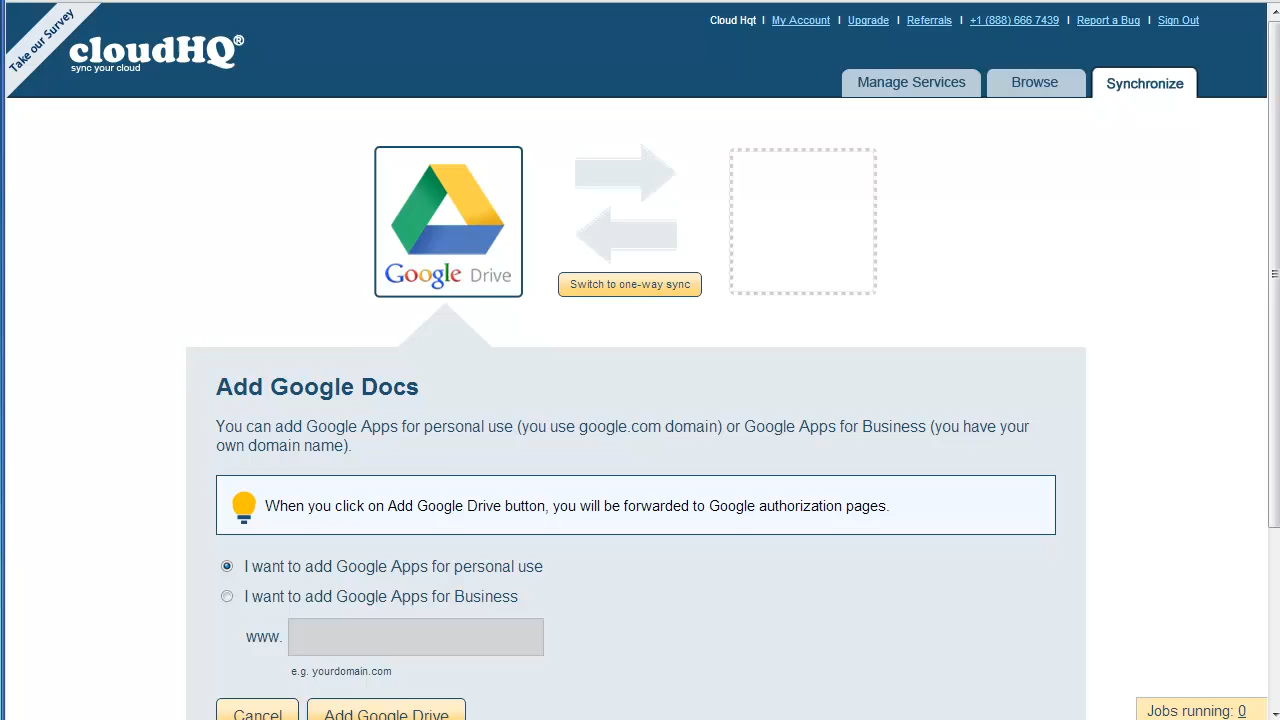 Take our Survey
Cloud Hqt | My Account | Upgrade | Referrals | +1 (888) 666 7439 | Report a Bug | Sign Out
cloudHQ®
sync your cloud
Manage Services Browse Synchronize
Google Drive
Switch to one-way sync
Add Google Docs
You can add Google Apps for personal use (you use google.com domain) or Google Apps for Business (you have your
own domain name).
When you click on Add Google Drive button, you will be forwarded to Google authorization pages.
I want to add Google Apps for personal use
I want to add Google Apps for Business
www.
e.g. yourdomain.com
Cancel Add Google Drive
Jobs running: 0